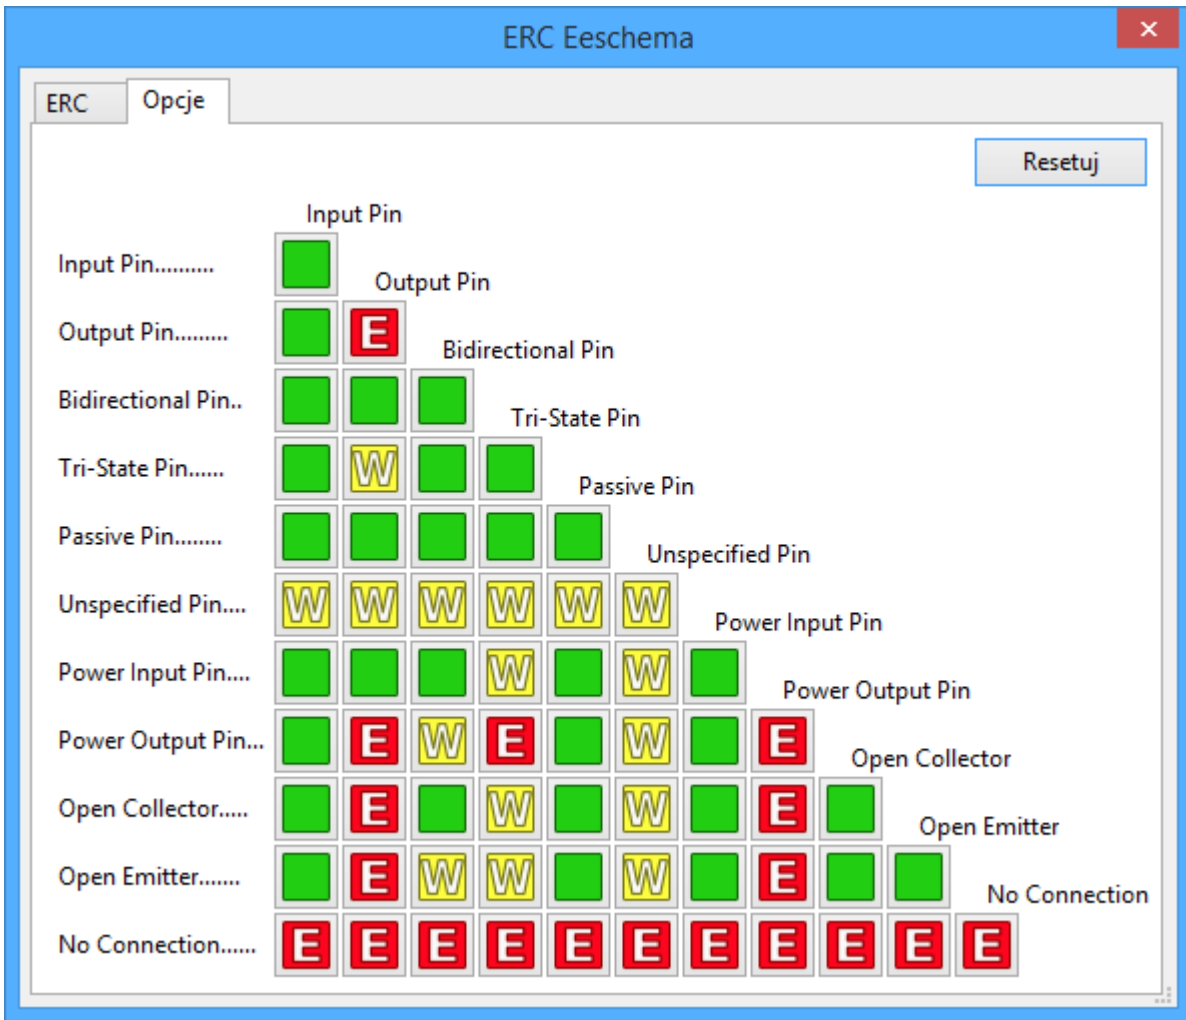 ERC Eeschema
ERC Opcje
Resetuj
Input Pin
Input Pin..........
Output Pin
Output Pin......... E
Bidirectional Pin
Bidirectional Pin..
Tri-State Pin
Tri-State Pin...... W
Passive Pin
Passive Pin........
Unspecified Pin
Unspecified Pin.... W W W W W W
Power Input Pin
Power Input Pin.... W W
Power Output Pin
Power Output Pin... E W E W E
Open Collector
Open Collector..... E W W E
Open Emitter
Open Emitter....... E W W W E
No Connection
No Connection...... E E E E E E E E E E E